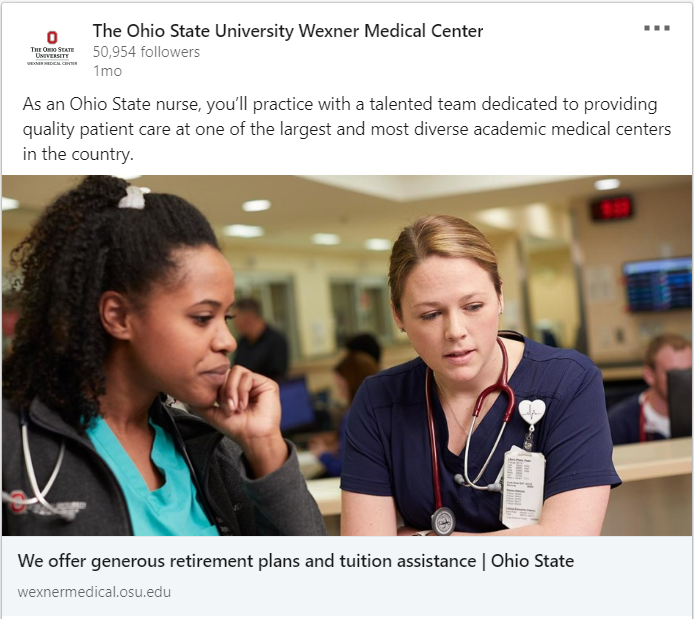 The Ohio State University Wexner Medical Center
50,954 followers
1mo
THE OHIO STATE
UNIVERSITY
WEXNER MEDICAL CENTER
As an Ohio State nurse, you’ll practice with a talented team dedicated to providing
quality patient care at one of the largest and most diverse academic medical centers
in the country.
We offer generous retirement plans and tuition assistance | Ohio State
wexnermedical.osu.edu